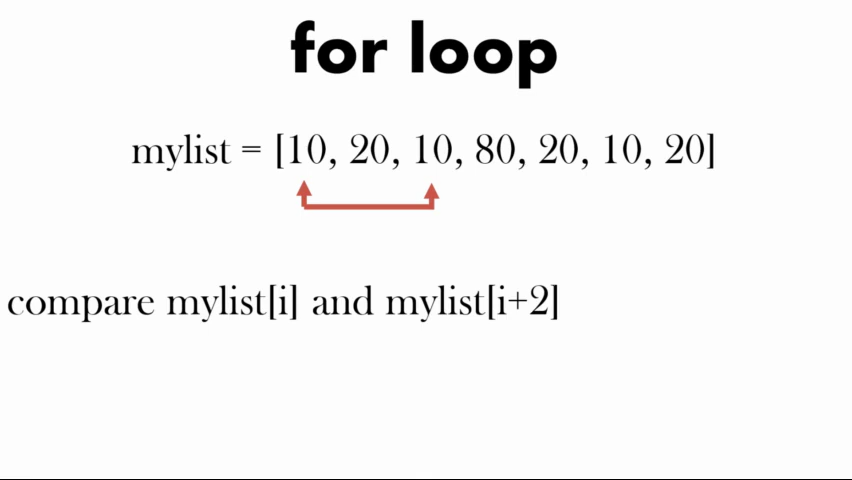 for loop
mylist = [10, 20, 10, 80, 20, 10, 20]
compare mylist[i] and mylist[i+2]